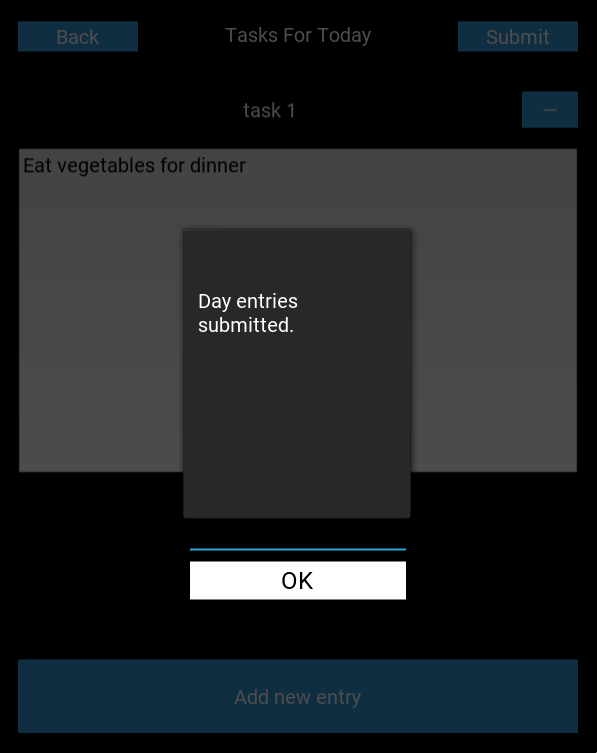 Back
Tasks For Today
Submit
task 1
Eat vegetables for dinner
Day entries
submitted.
OK
Add new entry